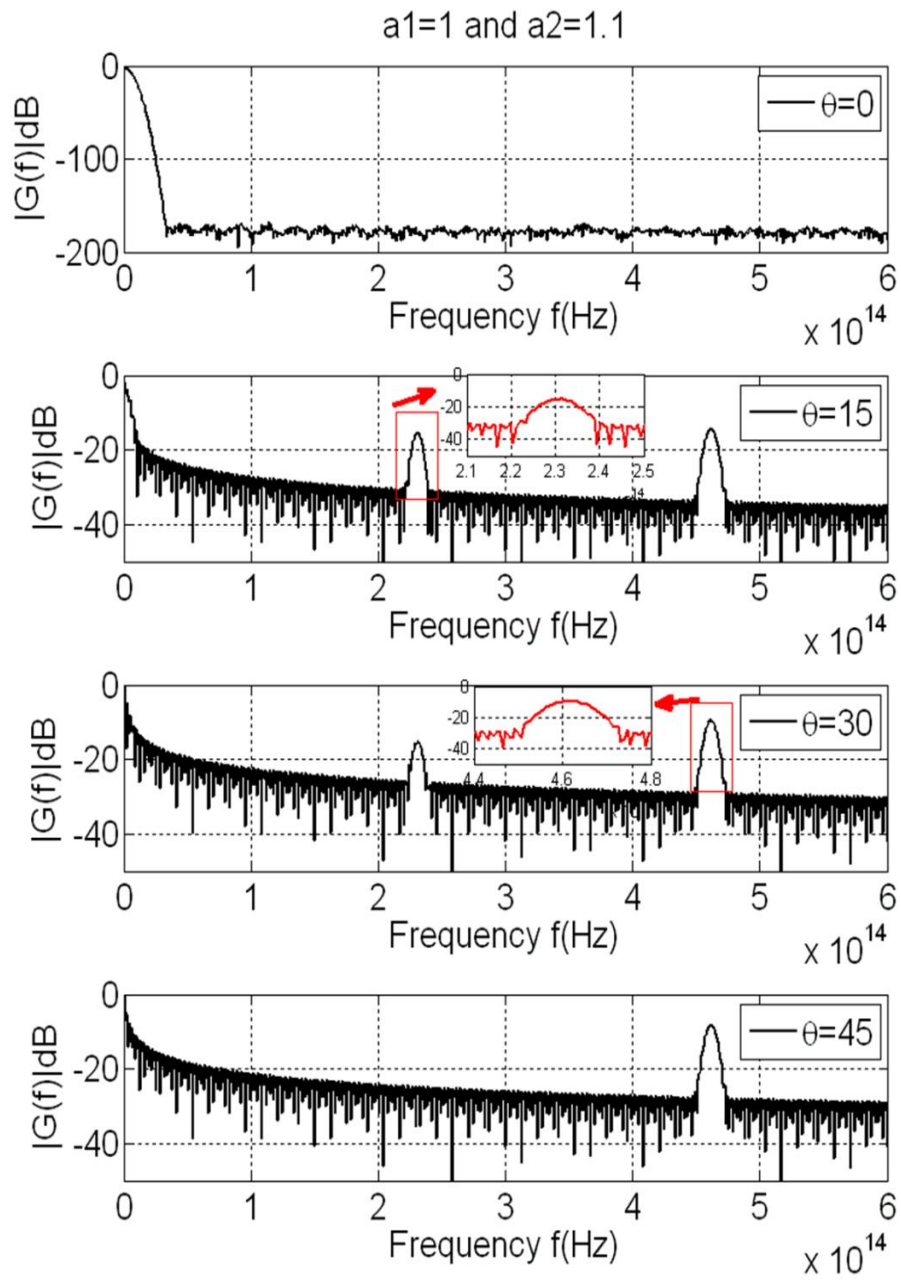 a1=1 and a2=1.1
|G(f)|dB
0
-100
-200
θ=0
0 1 2 3 4 5 6
Frequency f(Hz)
x 10^14
|G(f)|dB
0
-20
-40
θ=15
0
-20
-40
2.1 2.2 2.3 2.4 2.5
0 1 2 3 4 5 6
Frequency f(Hz)
x 10^14
|G(f)|dB
0
-20
-40
θ=30
0
-20
-40
4.4 4.6 4.8
0 1 2 3 4 5 6
Frequency f(Hz)
x 10^14
|G(f)|dB
0
-20
-40
θ=45
0 1 2 3 4 5 6
Frequency f(Hz)
x 10^14